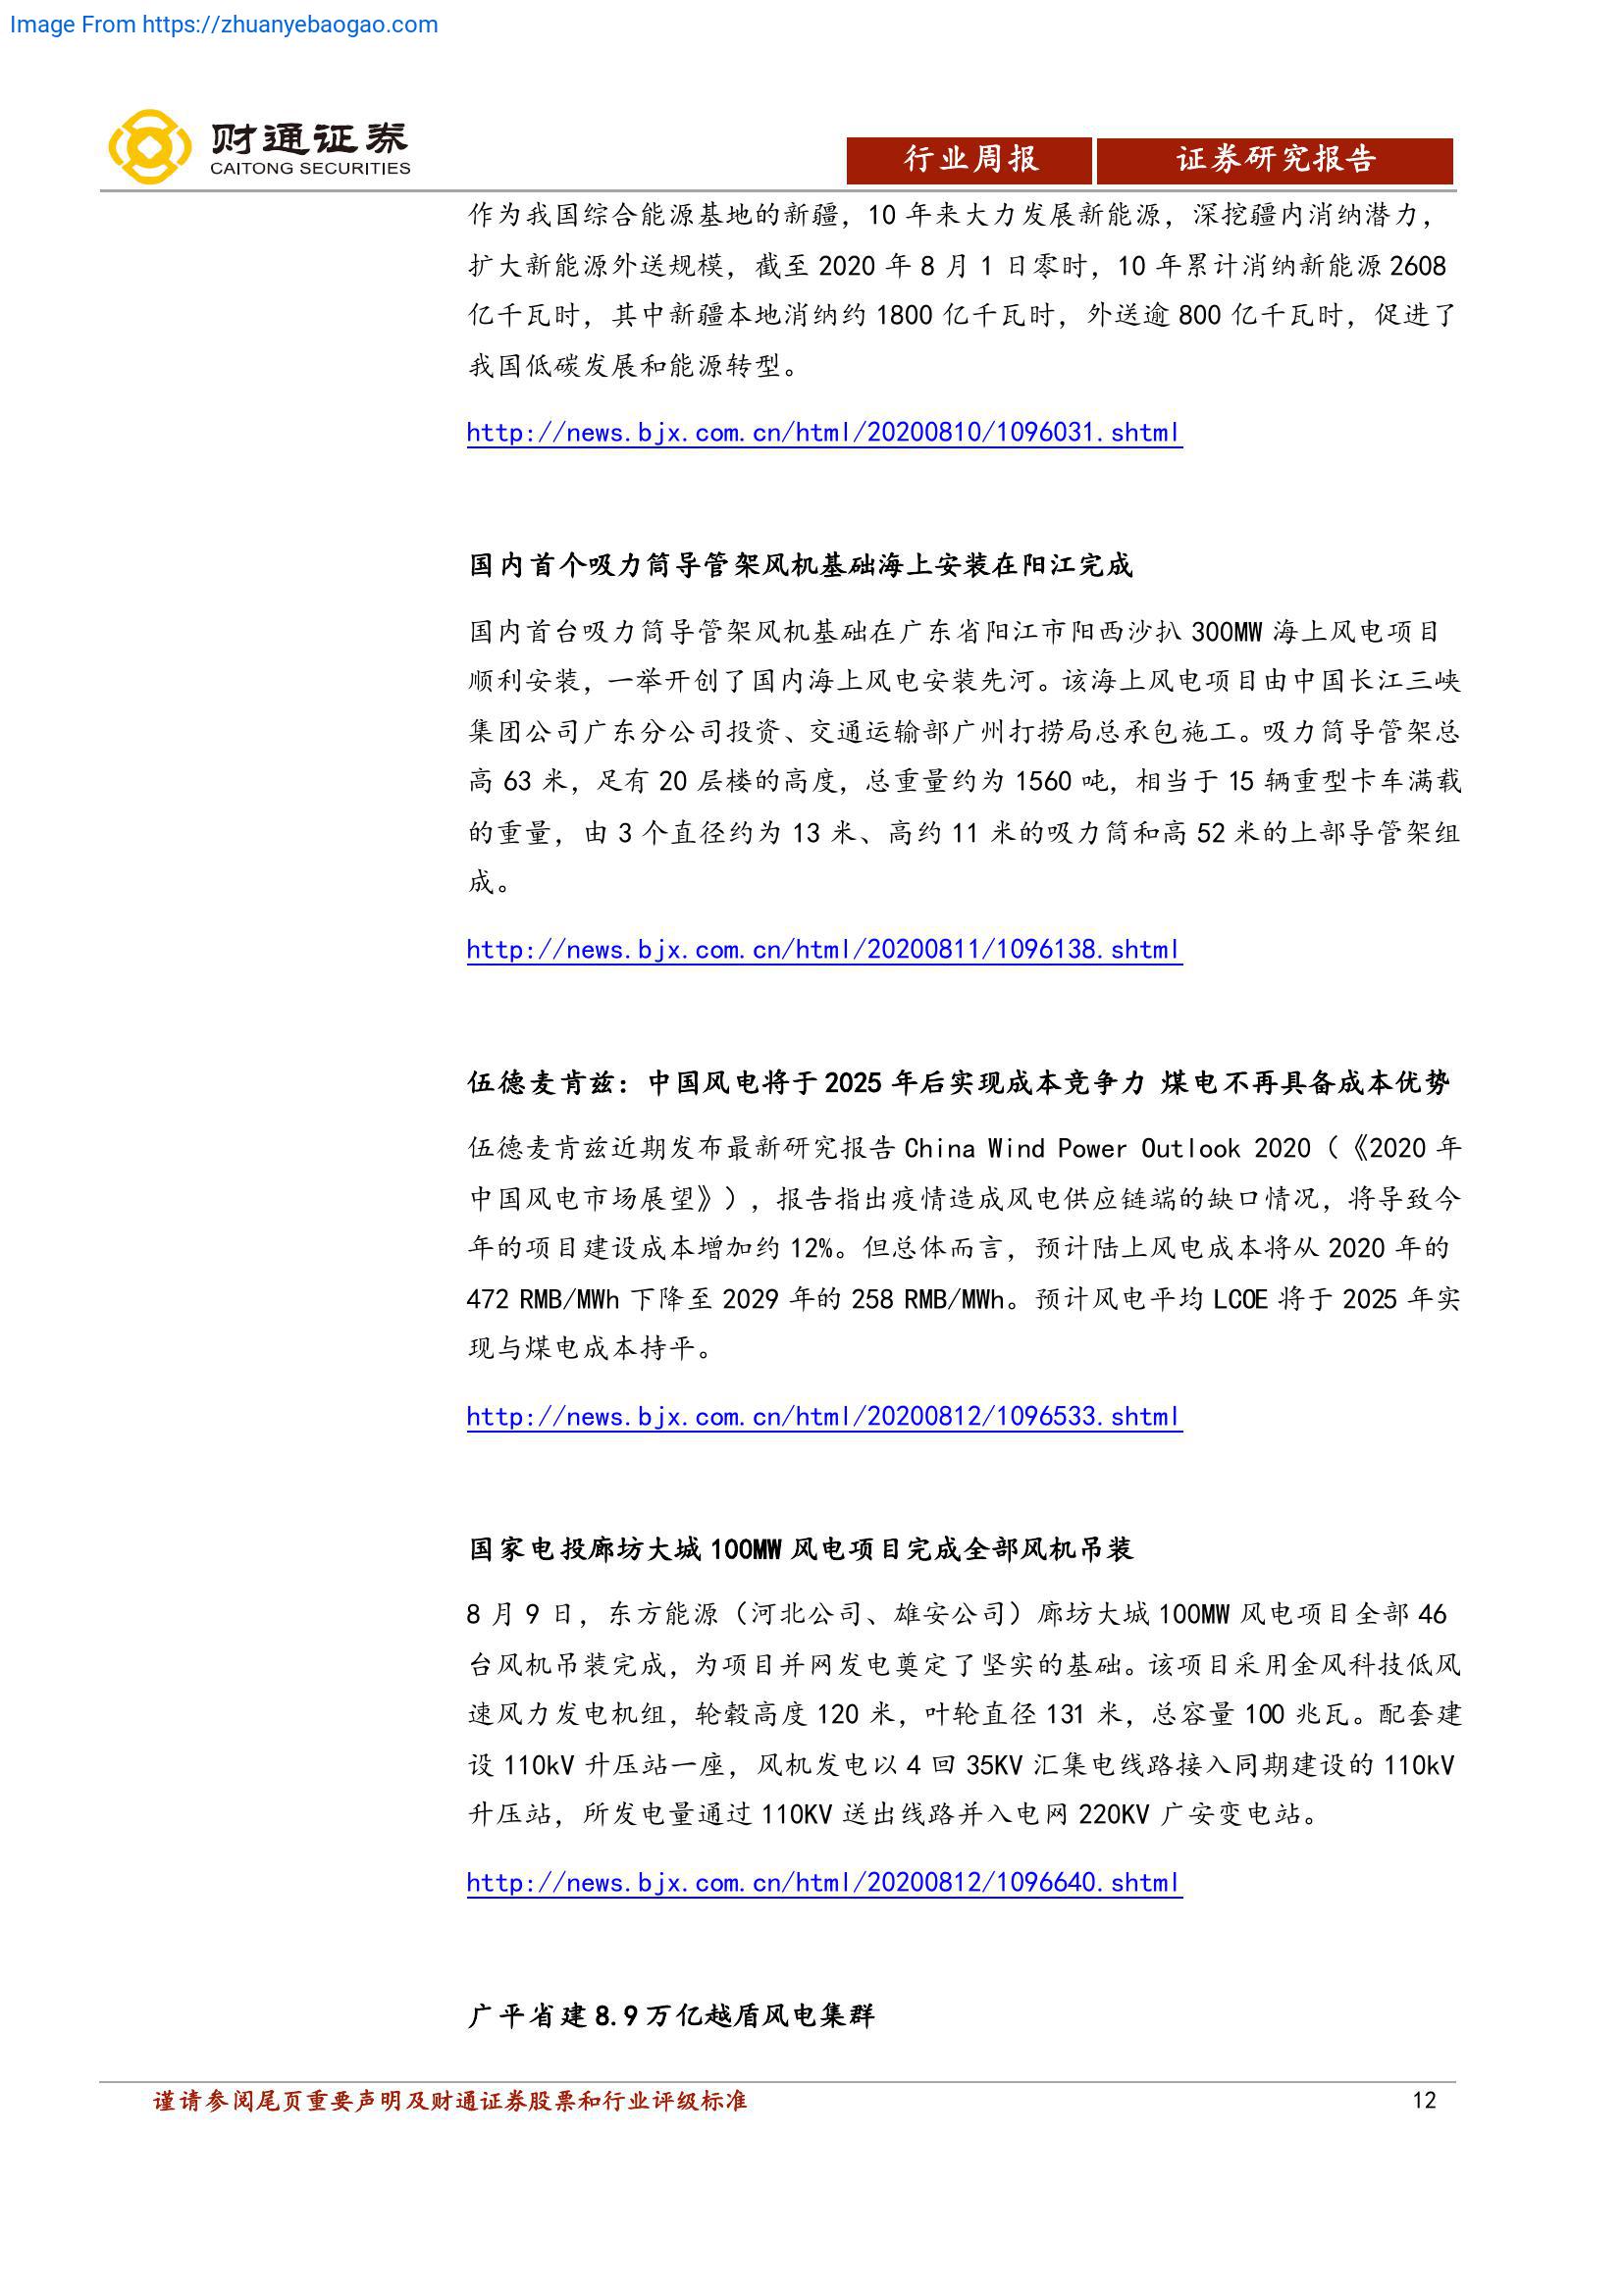 Image From https://zhuanyebaogao.com
财通证券
CAITONG SECURITIES
行业周报
证券研究报告
作为我国综合能源基地的新疆，10 年来大力发展新能源，深挖疆内消纳潜力，
扩大新能源外送规模，截至 2020 年 8 月 1 日零时，10 年累计消纳新能源 2608
亿千瓦时，其中新疆本地消纳约 1800 亿千瓦时，外送逾 800 亿千瓦时，促进了
我国低碳发展和能源转型。
http://news.bjx.com.cn/html/20200810/1096031.shtml
国内首个吸力筒导管架风机基础海上安装在阳江完成
国内首台吸力筒导管架风机基础在广东省阳江市阳西沙扒 300MW 海上风电项目
顺利安装，一举开创了国内海上风电安装先河。该海上风电项目由中国长江三峡
集团公司广东分公司投资、交通运输部广州打捞局总承包施工。吸力筒导管架总
高 63 米，足有 20 层楼的高度，总重量约为 1560 吨，相当于 15 辆重型卡车满载
的重量，由 3 个直径约为 13 米、高约 11 米的吸力筒和高 52 米的上部导管架组
成。
http://news.bjx.com.cn/html/20200811/1096138.shtml
伍德麦肯兹：中国风电将于 2025 年后实现成本竞争力 煤电不再具备成本优势
伍德麦肯兹近期发布最新研究报告 China Wind Power Outlook 2020（《2020 年
中国风电市场展望》），报告指出疫情造成风电供应链端的缺口情况，将导致今
年的项目建设成本增加约 12%。但总体而言，预计陆上风电成本将从 2020 年的
472 RMB/MWh 下降至 2029 年的 258 RMB/MWh。预计风电平均 LCOE 将于 2025 年实
现与煤电成本持平。
http://news.bjx.com.cn/html/20200812/1096533.shtml
国家电投廊坊大城 100MW 风电项目完成全部风机吊装
8 月 9 日，东方能源（河北公司、雄安公司）廊坊大城 100MW 风电项目全部 46
台风机吊装完成，为项目并网发电奠定了坚实的基础。该项目采用金风科技低风
速风力发电机组，轮毂高度 120 米，叶轮直径 131 米，总容量 100 兆瓦。配套建
设 110kV 升压站一座，风机发电以 4 回 35KV 汇集电线路接入同期建设的 110kV
升压站，所发电量通过 110KV 送出线路并入电网 220KV 广安变电站。
http://news.bjx.com.cn/html/20200812/1096640.shtml
广平省建 8.9 万亿越盾风电集群
谨请参阅尾页重要声明及财通证券股票和行业评级标准
12